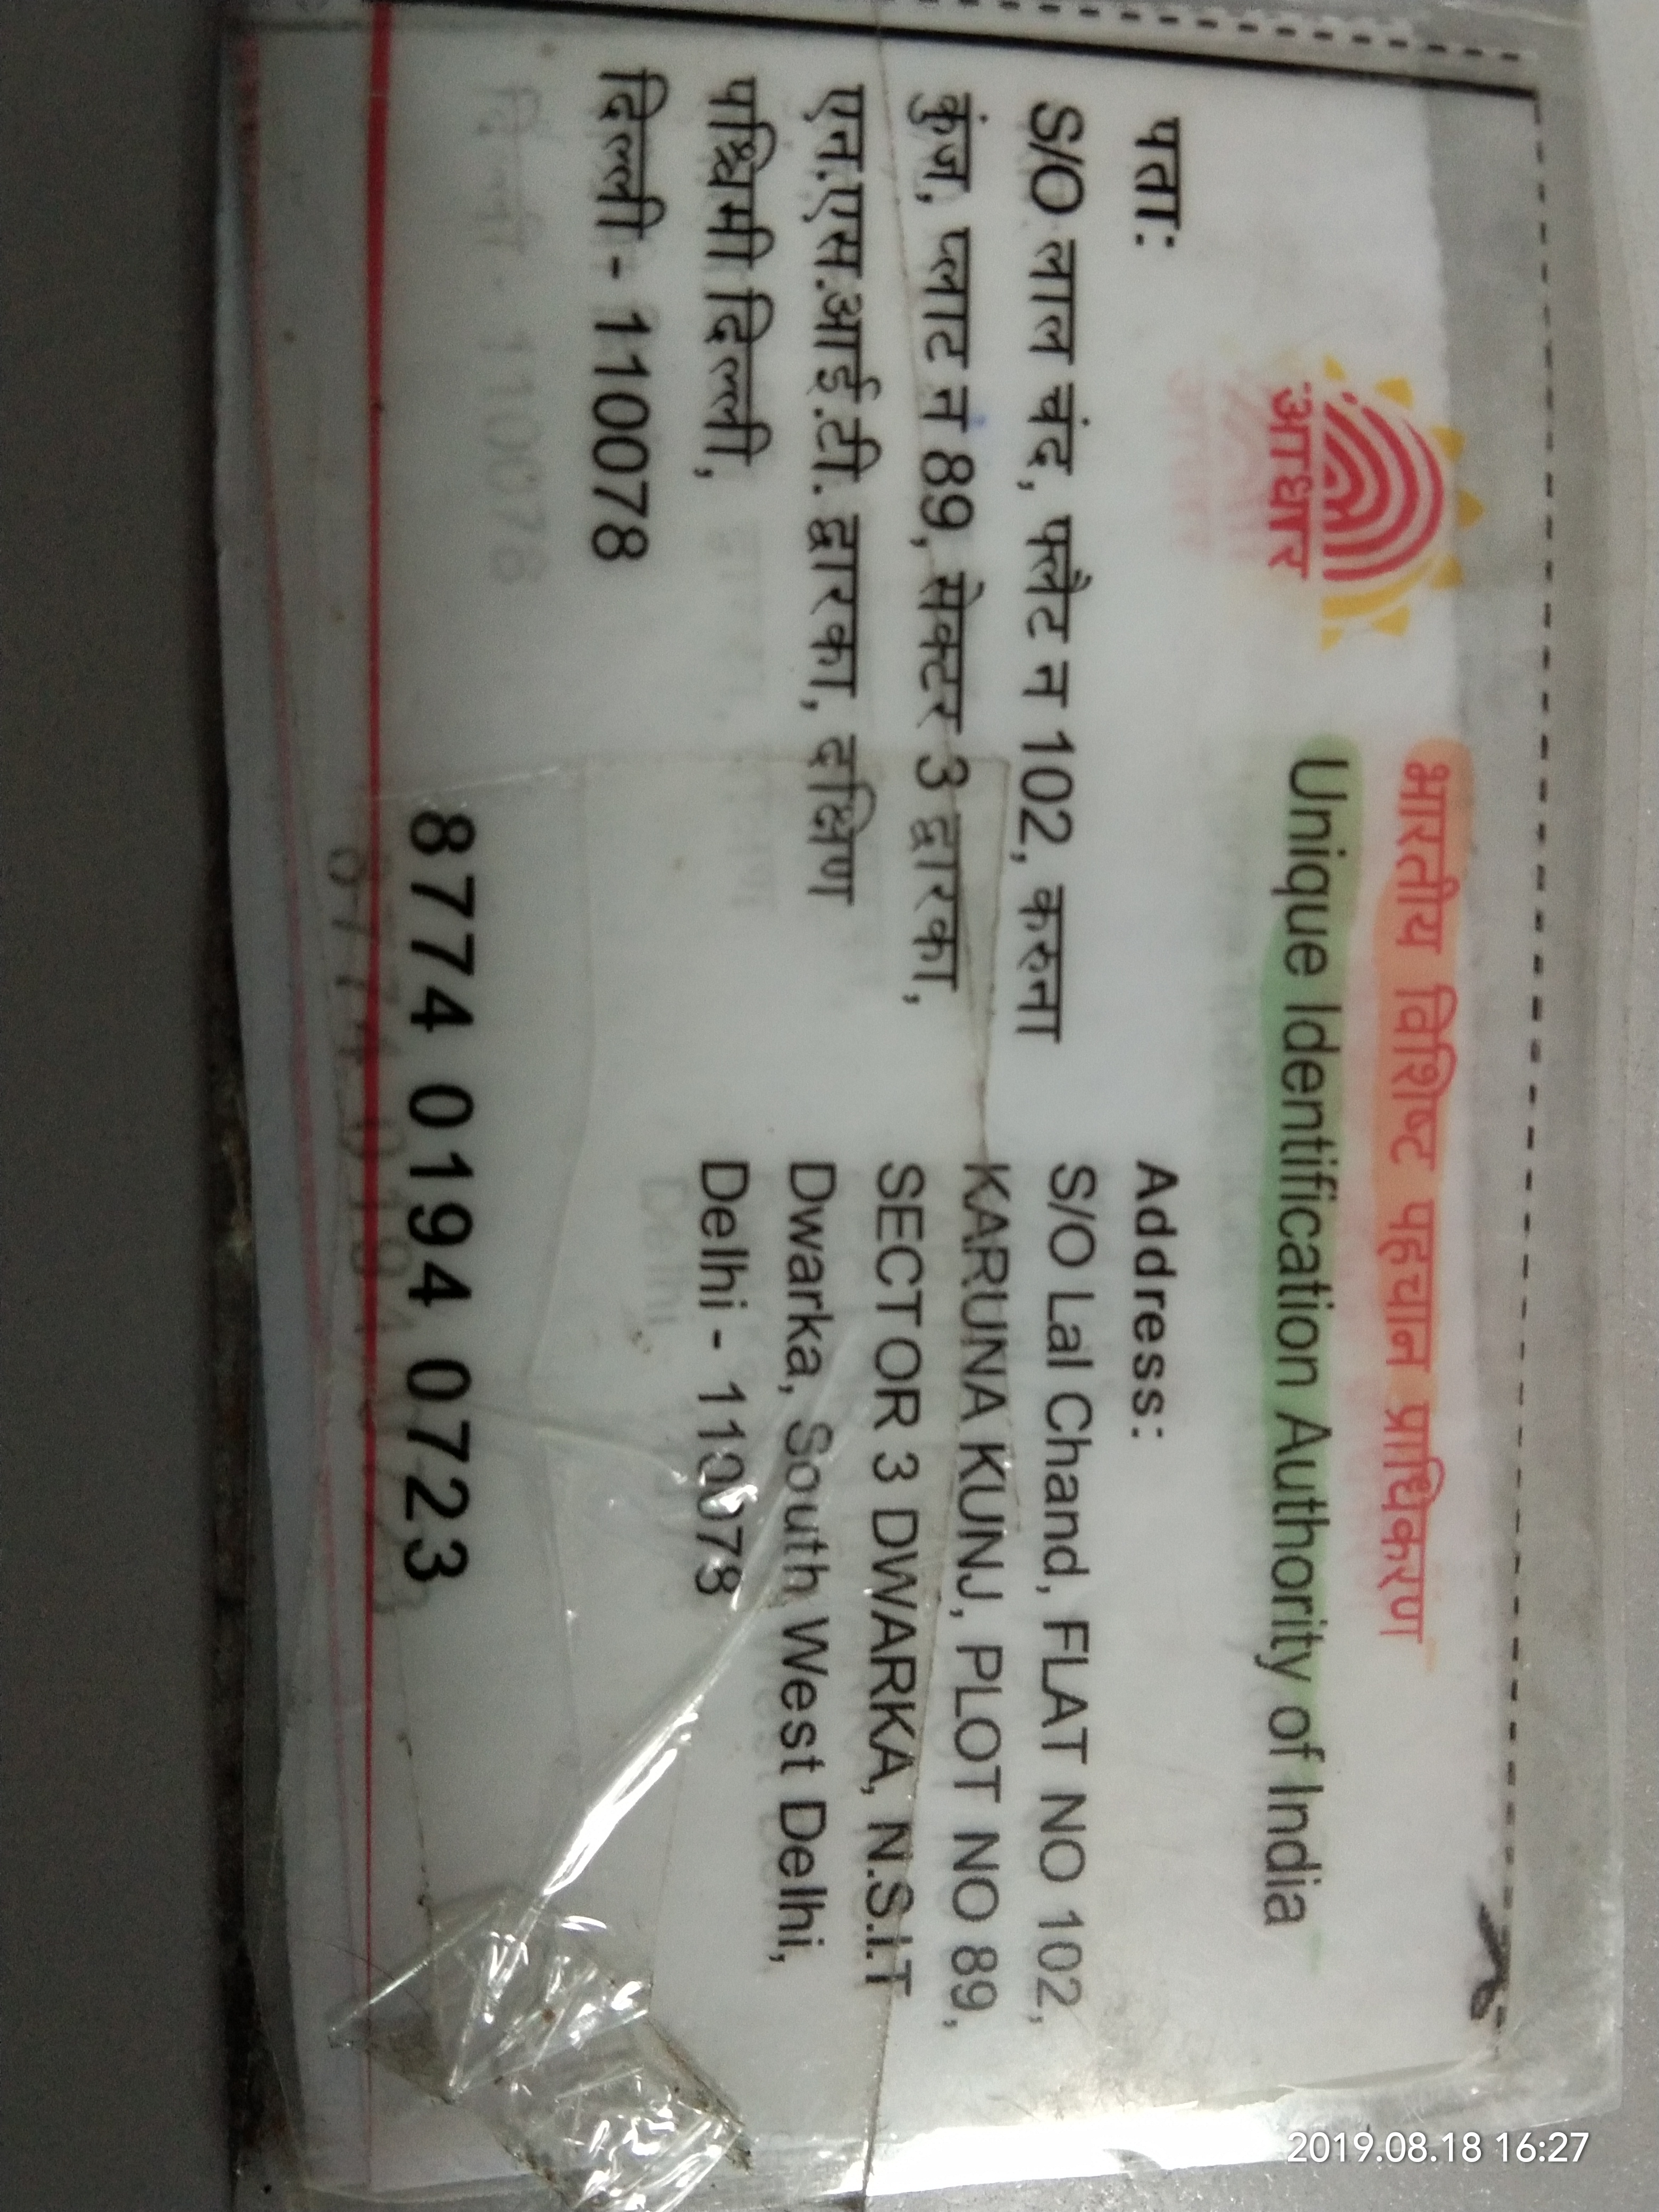 भारतीय विशिष्ट पहचान प्राधिकरण
Unique Identification Authority of India
आधार
पता:
S/O लाल चंद, फ्लैट न 102, करुना
कुंज, प्लाट न 89, सेक्टर 3 द्वारका,
एन.एस.आई.टी. द्वारका, दक्षिण
पश्चिमी दिल्ली,
दिल्ली - 110078
Address:
S/O Lal Chand, FLAT NO 102,
KARUNA KUNJ, PLOT NO 89,
SECTOR 3 DWARKA, N.S.I.T
Dwarka, South West Delhi,
Delhi - 110078
8774 0194 0723
2019.08.18 16:27